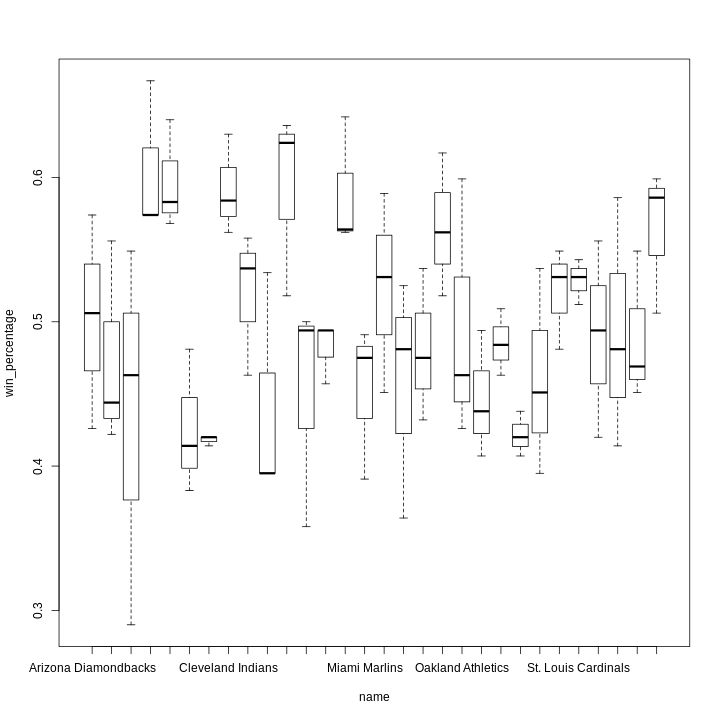 win_percentage
0.6
0.5
0.4
0.3
Arizona Diamondbacks Cleveland Indians Miami Marlins Oakland Athletics St. Louis Cardinals
name